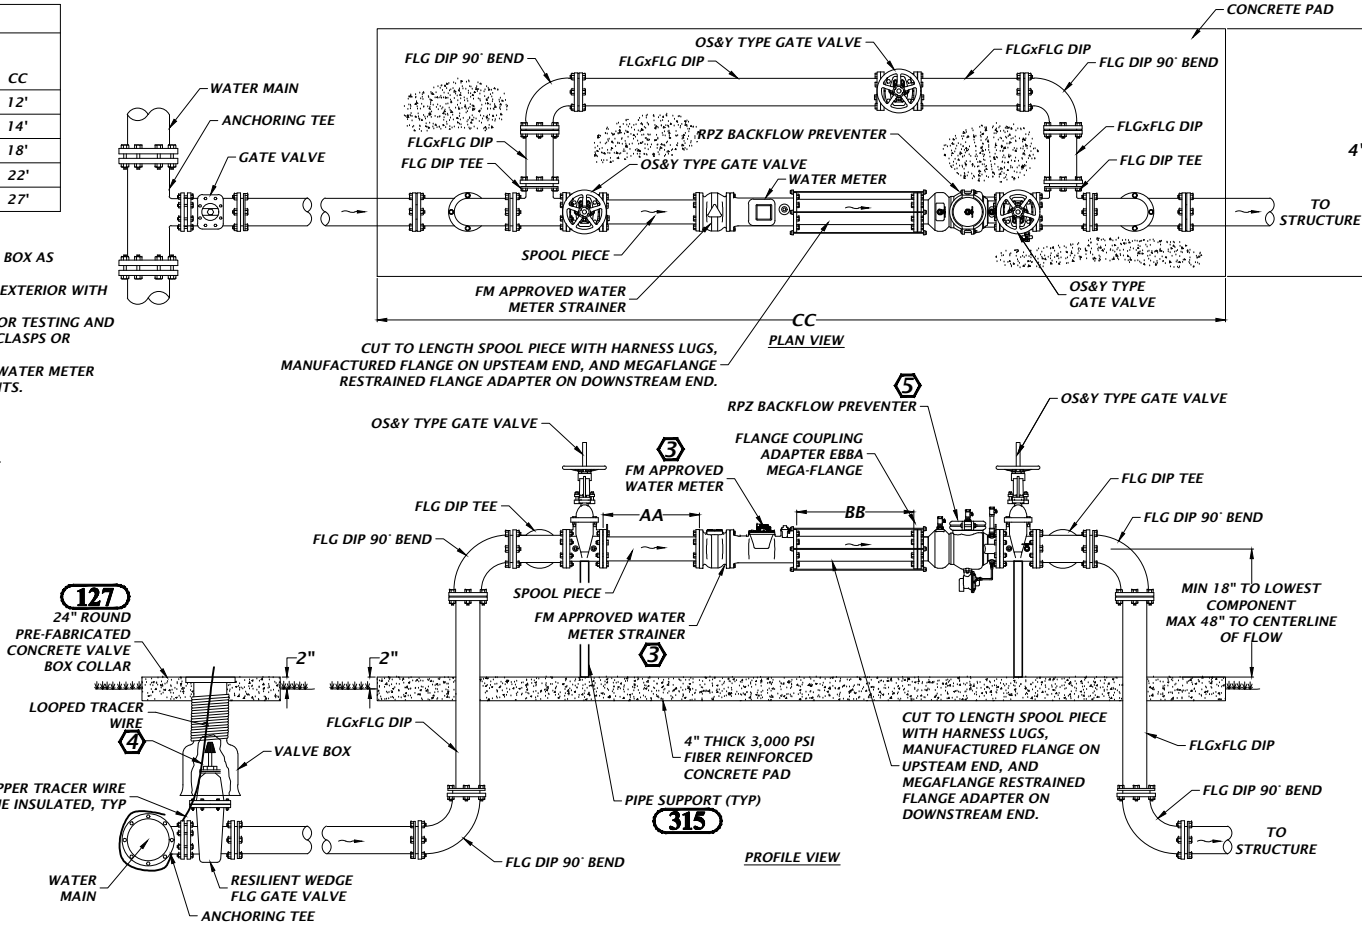 CC
12'
14'
18'
22'
27'
BOX AS
EXTERIOR WITH
OR TESTING AND
CLASPS OR
WATER METER
CONCRETE PAD
WATER MAIN
ANCHORING TEE
GATE VALVE
FLG DIP 90° BEND
OS&Y TYPE GATE VALVE
FLGxFLG DIP
FLGxFLG DIP
FLG DIP 90° BEND
FLGxFLG DIP
FLG DIP TEE
RPZ BACKFLOW PREVENTER
OS&Y TYPE GATE VALVE
WATER METER
FLGxFLG DIP
FLG DIP TEE
4'
TO
STRUCTURE
SPOOL PIECE
FM APPROVED WATER
METER STRAINER
OS&Y TYPE
GATE VALVE
CC
PLAN VIEW
CUT TO LENGTH SPOOL PIECE WITH HARNESS LUGS,
MANUFACTURED FLANGE ON UPSTEAM END, AND MEGAFLANGE
RESTRAINED FLANGE ADAPTER ON DOWNSTREAM END.
5
RPZ BACKFLOW PREVENTER
OS&Y TYPE GATE VALVE
OS&Y TYPE GATE VALVE
3
FM APPROVED
WATER METER
FLANGE COUPLING
ADAPTER EBBA
MEGA-FLANGE
FLG DIP TEE
FLG DIP 90° BEND
AA
BB
FLG DIP TEE
FLG DIP 90° BEND
SPOOL PIECE
FM APPROVED WATER
METER STRAINER
3
MIN 18" TO LOWEST
COMPONENT
MAX 48" TO CENTERLINE
OF FLOW
127
24" ROUND
PRE-FABRICATED
CONCRETE VALVE
BOX COLLAR
2"
2"
LOOPED TRACER
WIRE
4
VALVE BOX
FLGxFLG DIP
4" THICK 3,000 PSI
FIBER REINFORCED
CONCRETE PAD
PIPE SUPPORT (TYP)
315
CUT TO LENGTH SPOOL PIECE
WITH HARNESS LUGS,
MANUFACTURED FLANGE ON
UPSTEAM END, AND
MEGAFLANGE RESTRAINED
FLANGE ADAPTER ON
DOWNSTREAM END.
FLGxFLG DIP
FLG DIP 90° BEND
TO
STRUCTURE
PPER TRACER WIRE
E INSULATED, TYP
WATER
MAIN
RESILIENT WEDGE
FLG GATE VALVE
ANCHORING TEE
FLG DIP 90° BEND
PROFILE VIEW